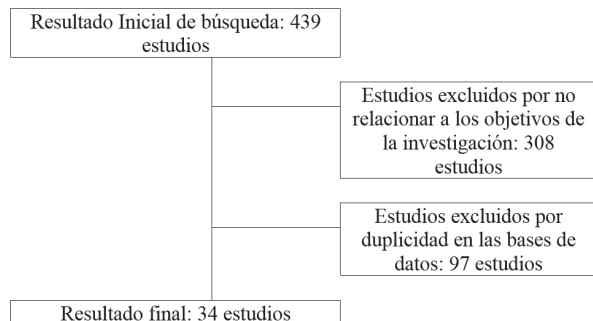 Resultado Inicial de búsqueda: 439
estudios
Estudios excluidos por no
relacionar a los objetivos de
la investigación: 308
estudios
Estudios excluidos por
duplicidad en las bases de
datos: 97 estudios
Resultado final: 34 estudios